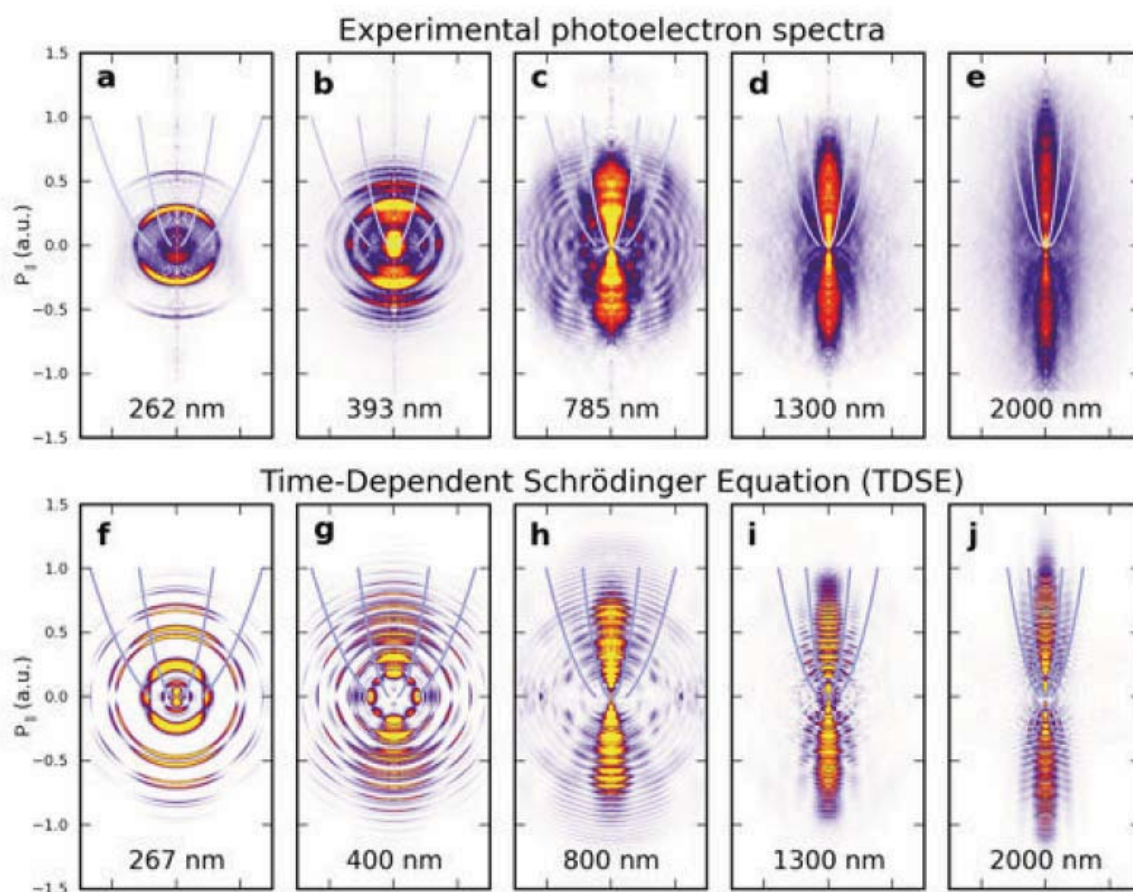 Experimental photoelectron spectra
a b c d e
1.5
1.0
0.5
0.0
−0.5
−1.0
−1.5
P∥ (a.u.)
262 nm 393 nm 785 nm 1300 nm 2000 nm
Time-Dependent Schrödinger Equation (TDSE)
f g h i j
1.5
1.0
0.5
0.0
−0.5
−1.0
−1.5
P∥ (a.u.)
267 nm 400 nm 800 nm 1300 nm 2000 nm